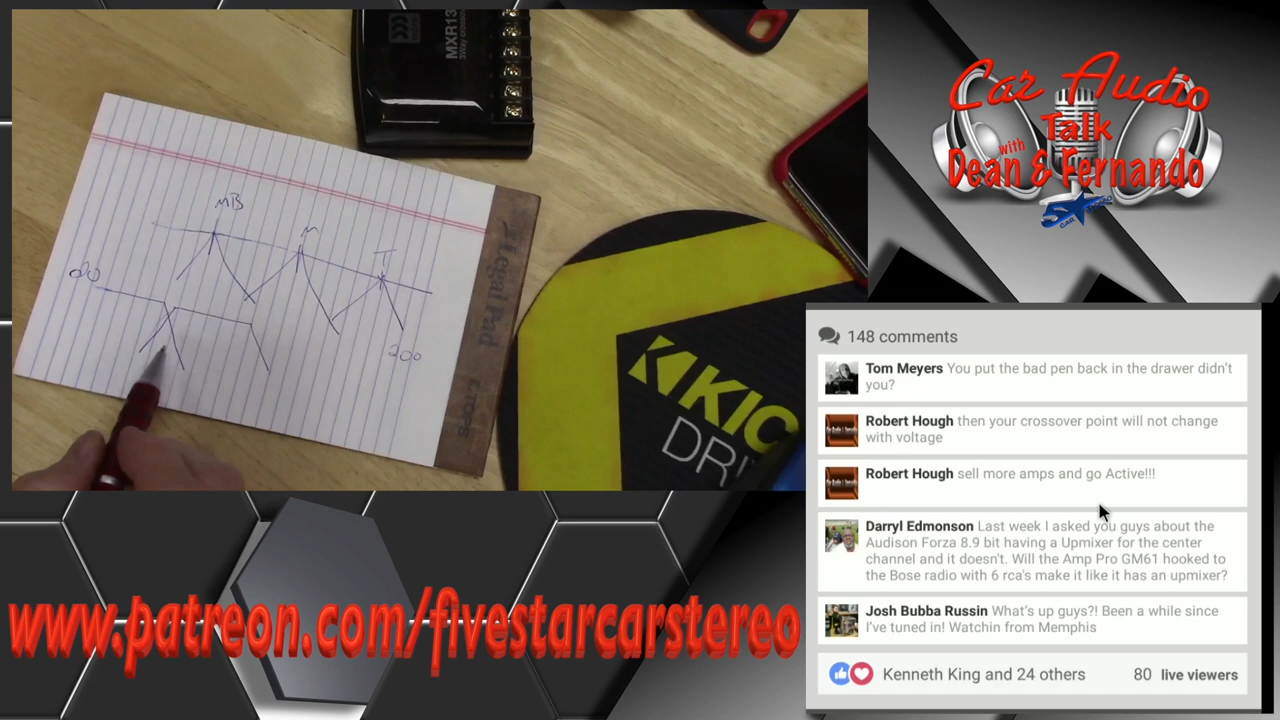 MXR13
3Way crossov
Legal Pad
MB
M
T
80
200
KIC
DRI
Car Audio
Talk
with
Dean & Fernando
5
148 comments
Tom Meyers You put the bad pen back in the drawer didn't
you?
Robert Hough then your crossover point will not change
with voltage
Robert Hough sell more amps and go Active!!!
Darryl Edmonson Last week I asked you guys about the
Audison Forza 8.9 bit having a Upmixer for the center
channel and it doesn't. Will the Amp Pro GM61 hooked to
the Bose radio with 6 rca's make it like it has an upmixer?
Josh Bubba Russin What's up guys?! Been a while since
I've tuned in! Watchin from Memphis
Kenneth King and 24 others 80 live viewers
www.patreon.com/fivestarcarstereo